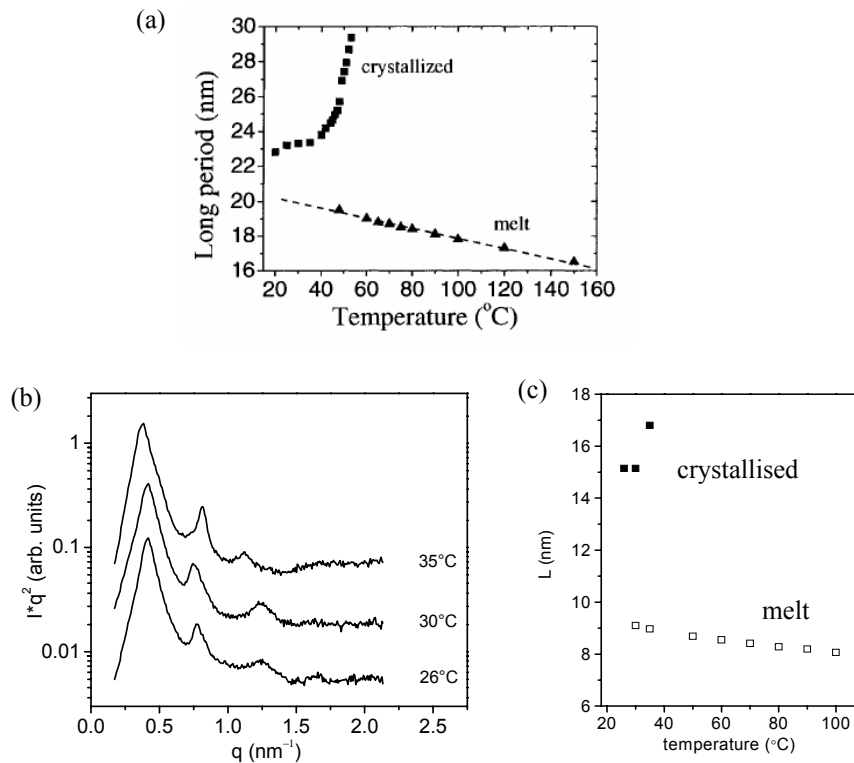 (a)
30
28
26
24
22
20
18
16
Long period (nm)
crystallized
melt
20 40 60 80 100 120 140 160
Temperature (°C)
(b)
1
0.1
0.01
I*q² (arb. units)
35°C
30°C
26°C
0.0 0.5 1.0 1.5 2.0 2.5
q (nm⁻¹)
(c)
18
16
14
12
10
8
6
L (nm)
crystallised
melt
20 40 60 80 100
temperature (°C)